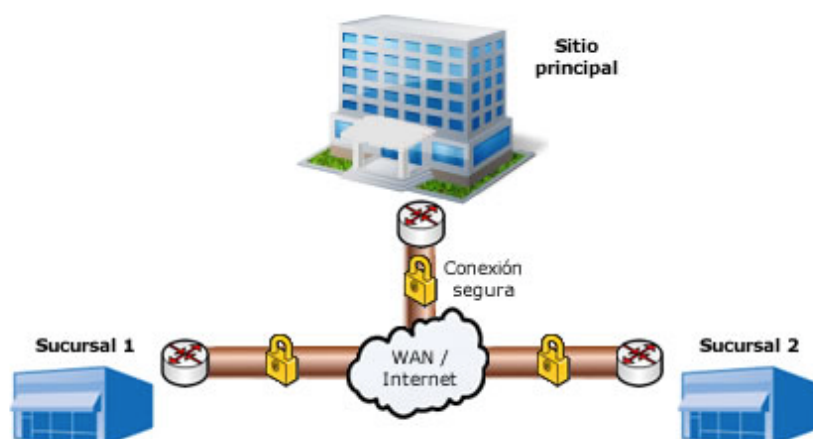 Sitio
principal
Conexión
segura
Sucursal 1
WAN /
Internet
Sucursal 2